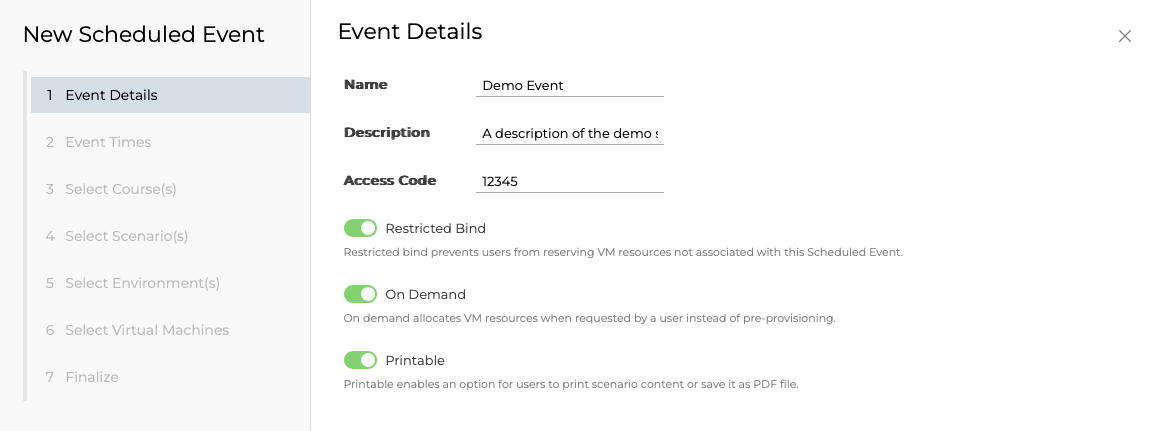 New Scheduled Event
1 Event Details
2 Event Times
3 Select Course(s)
4 Select Scenario(s)
5 Select Environment(s)
6 Select Virtual Machines
7 Finalize
Event Details
Name Demo Event
Description A description of the demo s
Access Code 12345
Restricted Bind
Restricted bind prevents users from reserving VM resources not associated with this Scheduled Event.
On Demand
On demand allocates VM resources when requested by a user instead of pre-provisioning.
Printable
Printable enables an option for users to print scenario content or save it as PDF file.